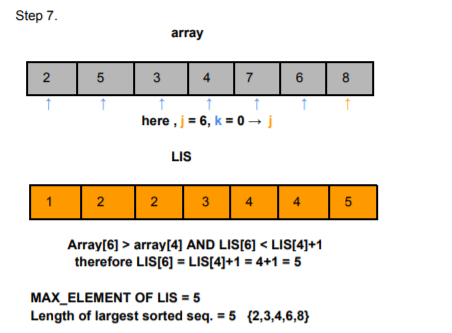 Step 7.
array
2 5 3 4 7 6 8
↑ ↑ ↑ ↑ ↑ ↑ ↑
here , j = 6, k = 0 → j
LIS
1 2 2 3 4 4 5
Array[6] > array[4] AND LIS[6] < LIS[4]+1
therefore LIS[6] = LIS[4]+1 = 4+1 = 5
MAX_ELEMENT OF LIS = 5
Length of largest sorted seq. = 5 {2,3,4,6,8}